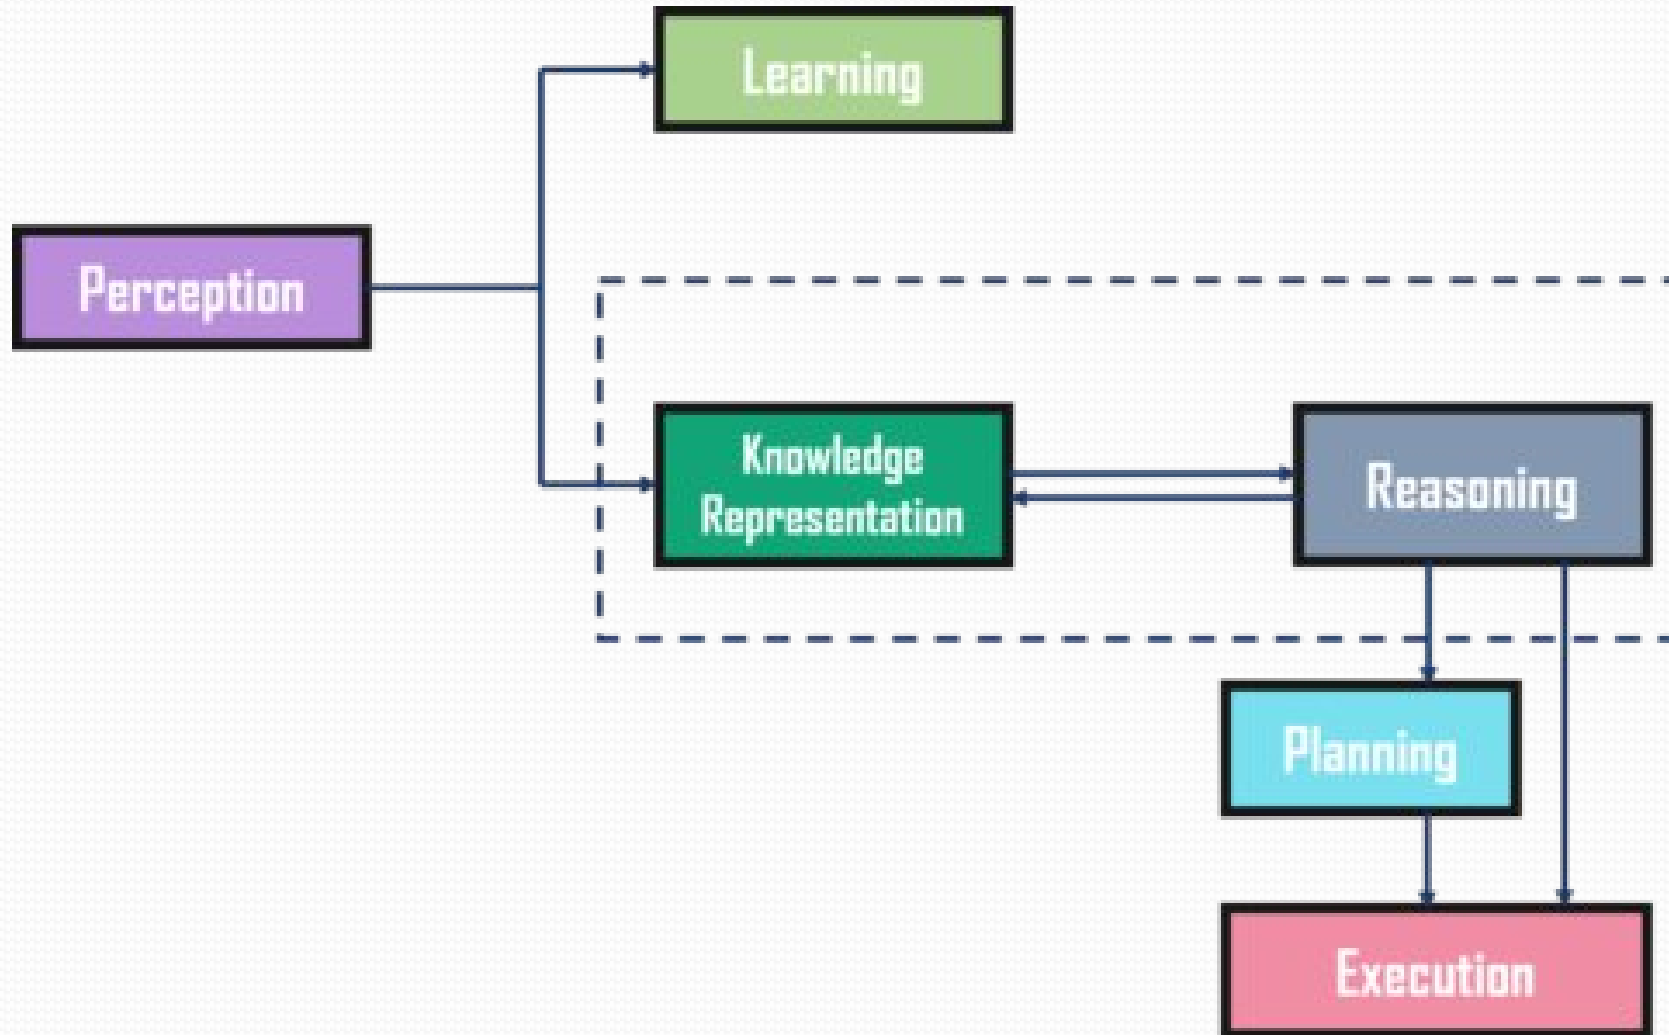 Learning
Perception
Knowledge
Representation
Reasoning
Planning
Execution